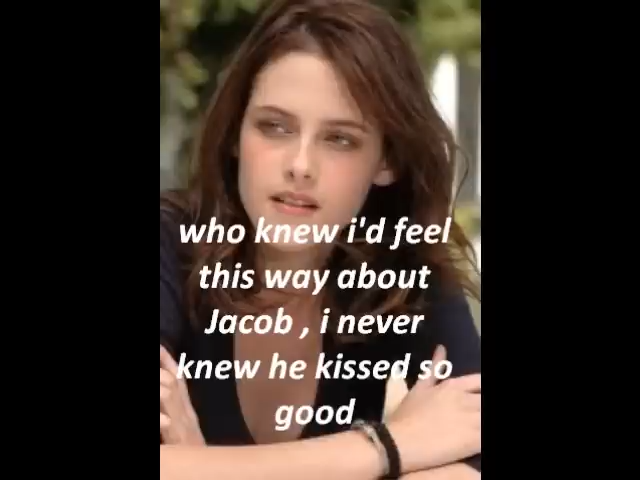 who knew i'd feel
this way about
Jacob , i never
knew he kissed so
good